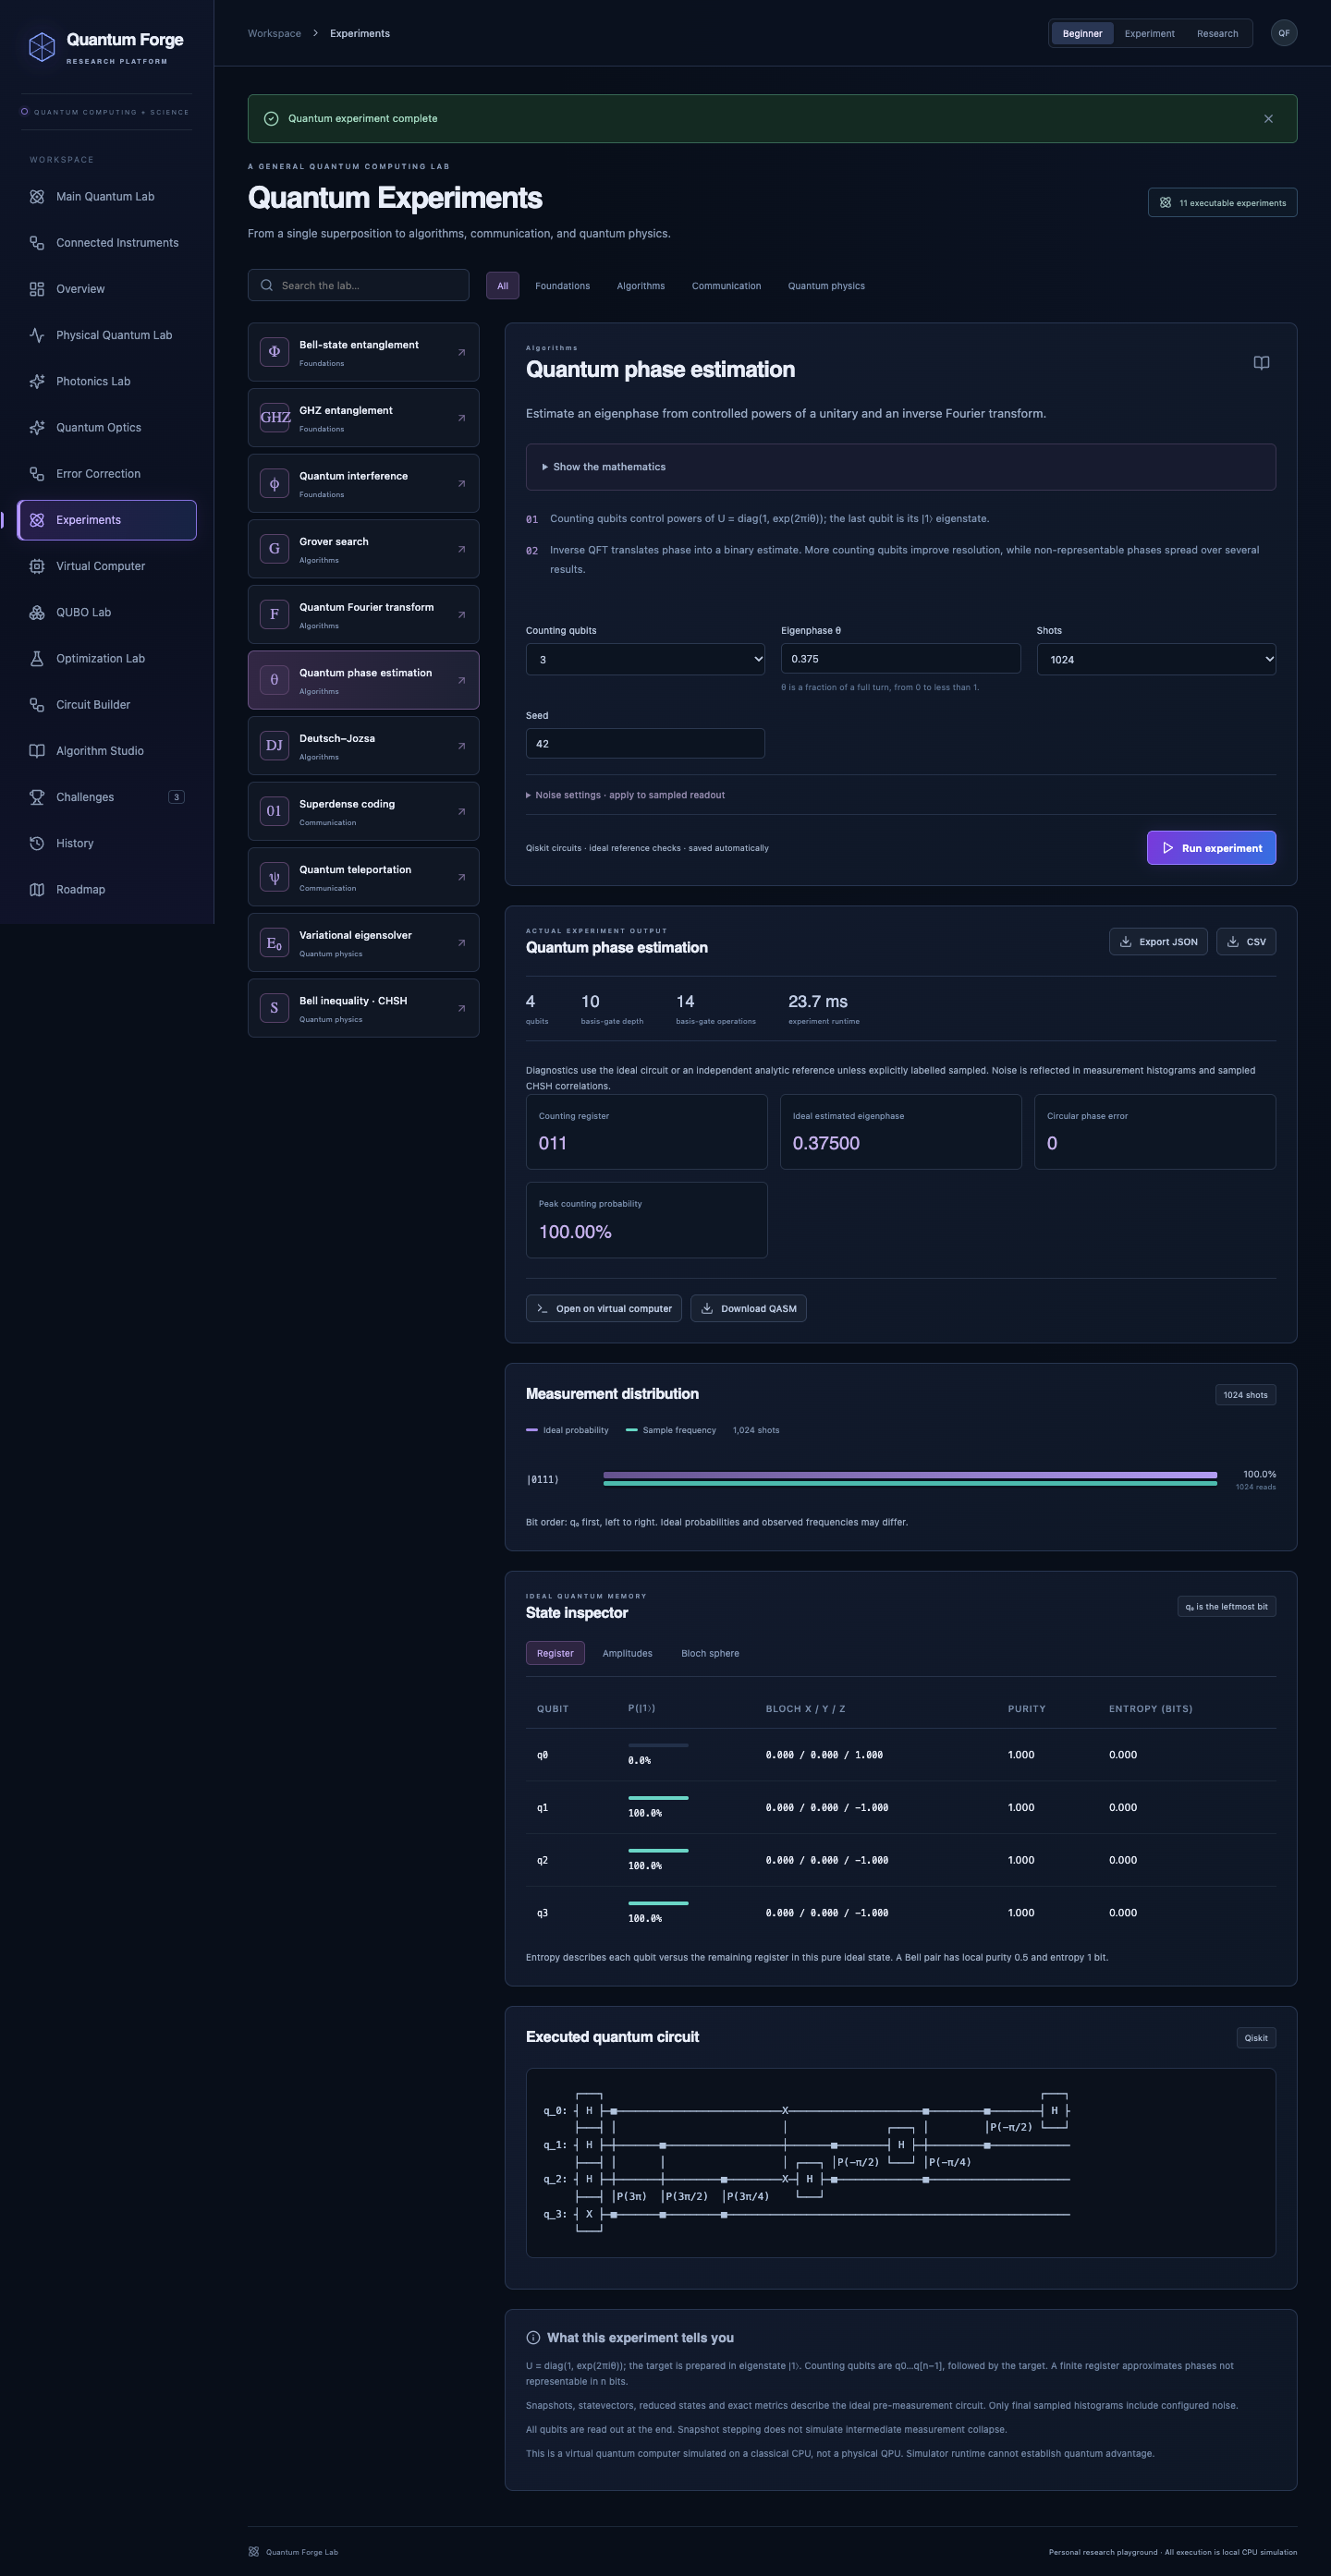 Quantum Forge
RESEARCH PLATFORM
QUANTUM COMPUTING + SCIENCE
WORKSPACE
Main Quantum Lab
Connected Instruments
Overview
Physical Quantum Lab
Photonics Lab
Quantum Optics
Error Correction
Experiments
Virtual Computer
QUBO Lab
Optimization Lab
Circuit Builder
Algorithm Studio
Challenges 3
History
Roadmap
Workspace > Experiments
Beginner Experiment Research QF
Quantum experiment complete
A GENERAL QUANTUM COMPUTING LAB
Quantum Experiments
From a single superposition to algorithms, communication, and quantum physics.
11 executable experiments
Search the lab...
All Foundations Algorithms Communication Quantum physics
Φ Bell-state entanglement
Foundations
GHZ GHZ entanglement
Foundations
ϕ Quantum interference
Foundations
G Grover search
Algorithms
F Quantum Fourier transform
Algorithms
θ Quantum phase estimation
Algorithms
DJ Deutsch–Jozsa
Algorithms
01 Superdense coding
Communication
ψ Quantum teleportation
Communication
E₀ Variational eigensolver
Quantum physics
S Bell inequality · CHSH
Quantum physics
Algorithms
Quantum phase estimation
Estimate an eigenphase from controlled powers of a unitary and an inverse Fourier transform.
Show the mathematics
01 Counting qubits control powers of U = diag(1, exp(2πiθ)); the last qubit is its |1⟩ eigenstate.
02 Inverse QFT translates phase into a binary estimate. More counting qubits improve resolution, while non-representable phases spread over several
results.
Counting qubits Eigenphase θ Shots
3 0.375 1024
θ is a fraction of a full turn, from 0 to less than 1.
Seed
42
Noise settings · apply to sampled readout
Qiskit circuits · ideal reference checks · saved automatically
Run experiment
ACTUAL EXPERIMENT OUTPUT
Quantum phase estimation
Export JSON CSV
4 10 14 23.7 ms
qubits basis-gate depth basis-gate operations experiment runtime
Diagnostics use the ideal circuit or an independent analytic reference unless explicitly labelled sampled. Noise is reflected in measurement histograms and sampled
CHSH correlations.
Counting register Ideal estimated eigenphase Circular phase error
011 0.37500 0
Peak counting probability
100.00%
Open on virtual computer Download QASM
Measurement distribution
1024 shots
Ideal probability Sample frequency 1,024 shots
|0111⟩ 100.0%
1024 reads
Bit order: q₀ first, left to right. Ideal probabilities and observed frequencies may differ.
IDEAL QUANTUM MEMORY
State inspector
q₀ is the leftmost bit
Register Amplitudes Bloch sphere
QUBIT P(|1⟩) BLOCH X / Y / Z PURITY ENTROPY (BITS)
q0 0.0% 0.000 / 0.000 / 1.000 1.000 0.000
q1 100.0% 0.000 / 0.000 / −1.000 1.000 0.000
q2 100.0% 0.000 / 0.000 / −1.000 1.000 0.000
q3 100.0% 0.000 / 0.000 / −1.000 1.000 0.000
Entropy describes each qubit versus the remaining register in this pure ideal state. A Bell pair has local purity 0.5 and entropy 1 bit.
Executed quantum circuit
Qiskit
q_0: H X H
P(−π/2)
q_1: H H
P(−π/2) P(−π/4)
q_2: H X H
P(3π) P(3π/2) P(3π/4)
q_3: X
What this experiment tells you
U = diag(1, exp(2πiθ)); the target is prepared in eigenstate |1⟩. Counting qubits are q0…q[n−1], followed by the target. A finite register approximates phases not
representable in n bits.
Snapshots, statevectors, reduced states and exact metrics describe the ideal pre-measurement circuit. Only final sampled histograms include configured noise.
All qubits are read out at the end. Snapshot stepping does not simulate intermediate measurement collapse.
This is a virtual quantum computer simulated on a classical CPU, not a physical QPU. Simulator runtime cannot establish quantum advantage.
Quantum Forge Lab
Personal research playground · All execution is local CPU simulation